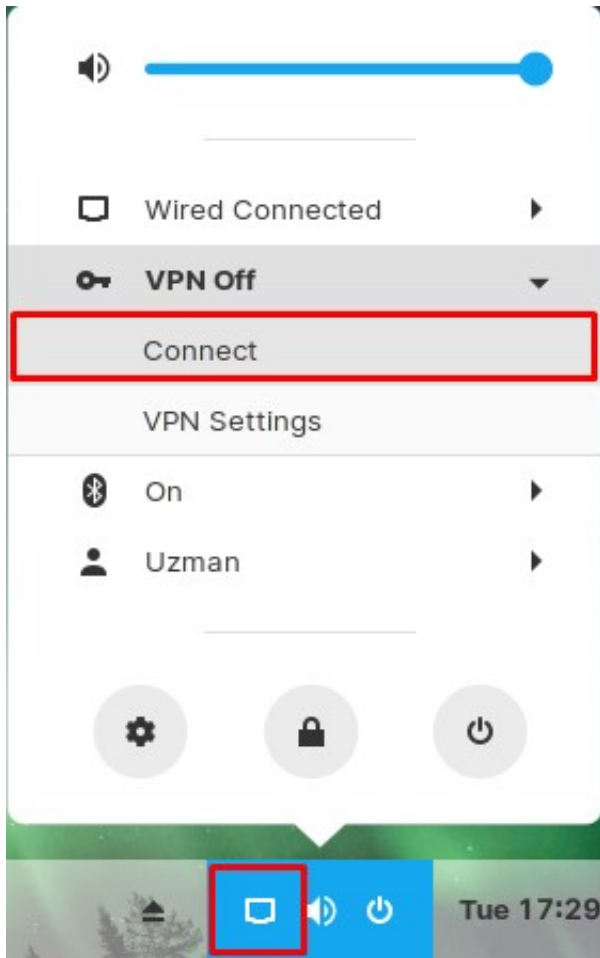 Wired Connected
VPN Off
Connect
VPN Settings
On
Uzman
Tue 17:29